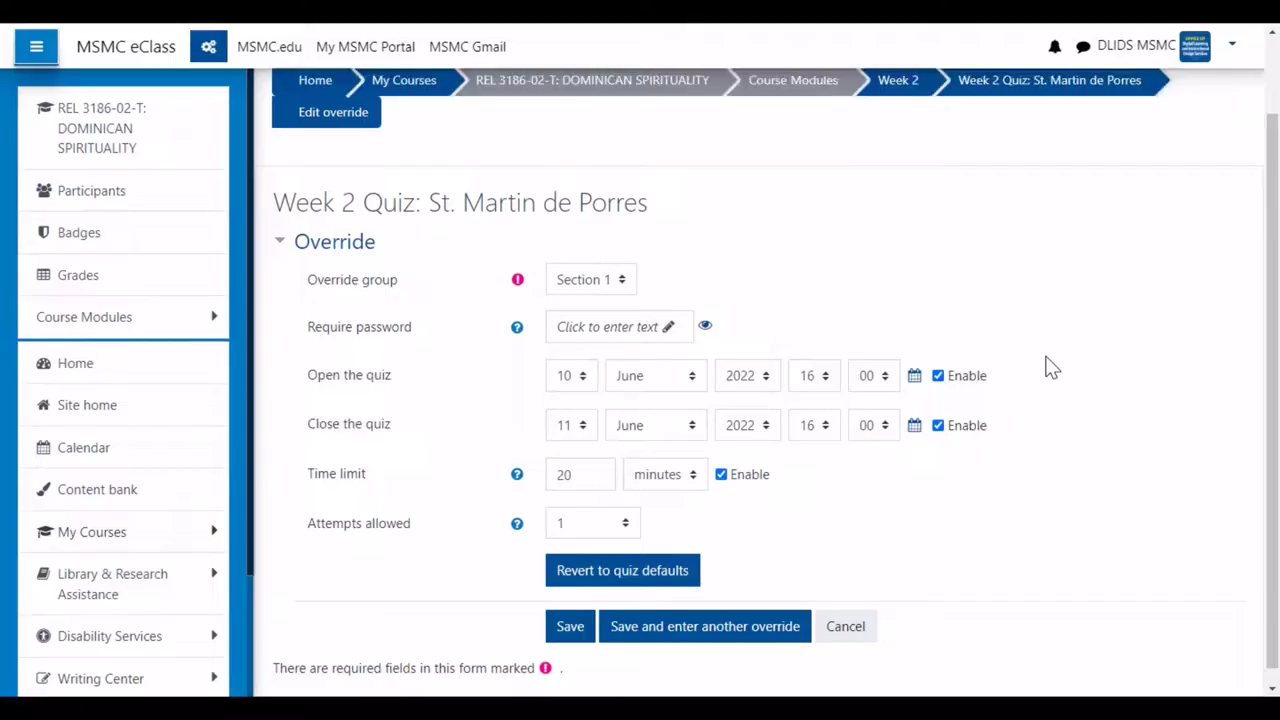 MSMC eClass MSMC.edu My MSMC Portal MSMC Gmail DLIDS MSMC
Home My Courses REL 3186-02-T: DOMINICAN SPIRITUALITY Course Modules Week 2 Week 2 Quiz: St. Martin de Porres
Edit override
REL 3186-02-T:
DOMINICAN
SPIRITUALITY
Participants
Badges
Grades
Course Modules
Home
Site home
Calendar
Content bank
My Courses
Library & Research
Assistance
Disability Services
Writing Center
Week 2 Quiz: St. Martin de Porres
Override
Override group Section 1
Require password Click to enter text
Open the quiz 10 June 2022 16 00 Enable
Close the quiz 11 June 2022 16 00 Enable
Time limit 20 minutes Enable
Attempts allowed 1
Revert to quiz defaults
Save Save and enter another override Cancel
There are required fields in this form marked .